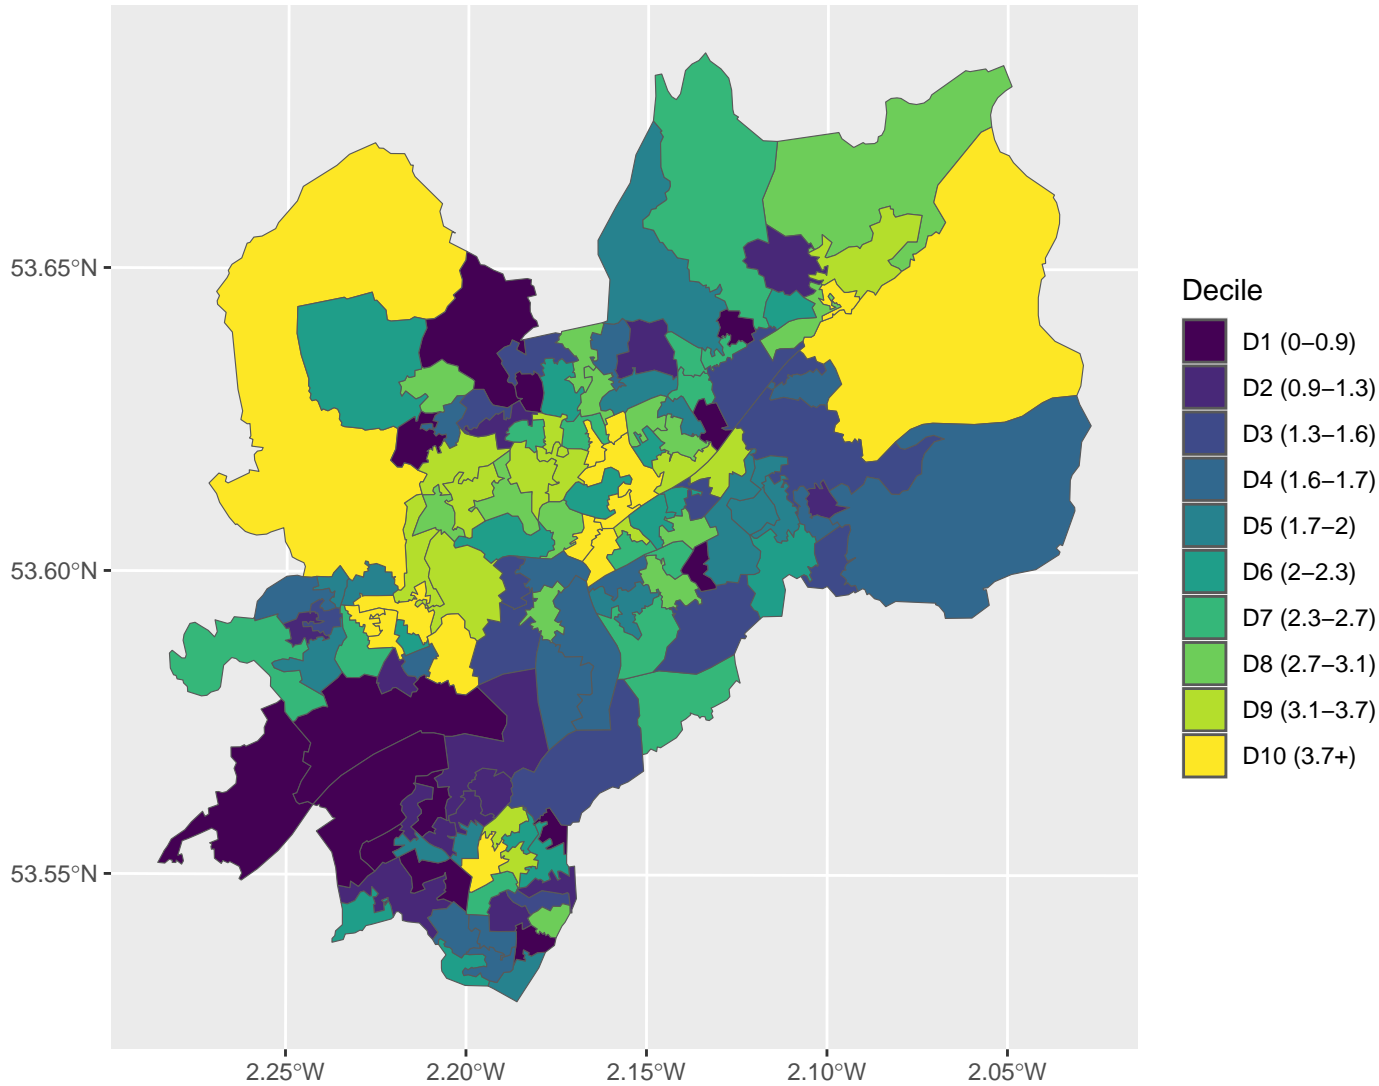 53.65°N
53.60°N
53.55°N
2.25°W
2.20°W
2.15°W
2.10°W
2.05°W
Decile
D1 (0–0.9)
D2 (0.9–1.3)
D3 (1.3–1.6)
D4 (1.6–1.7)
D5 (1.7–2)
D6 (2–2.3)
D7 (2.3–2.7)
D8 (2.7–3.1)
D9 (3.1–3.7)
D10 (3.7+)